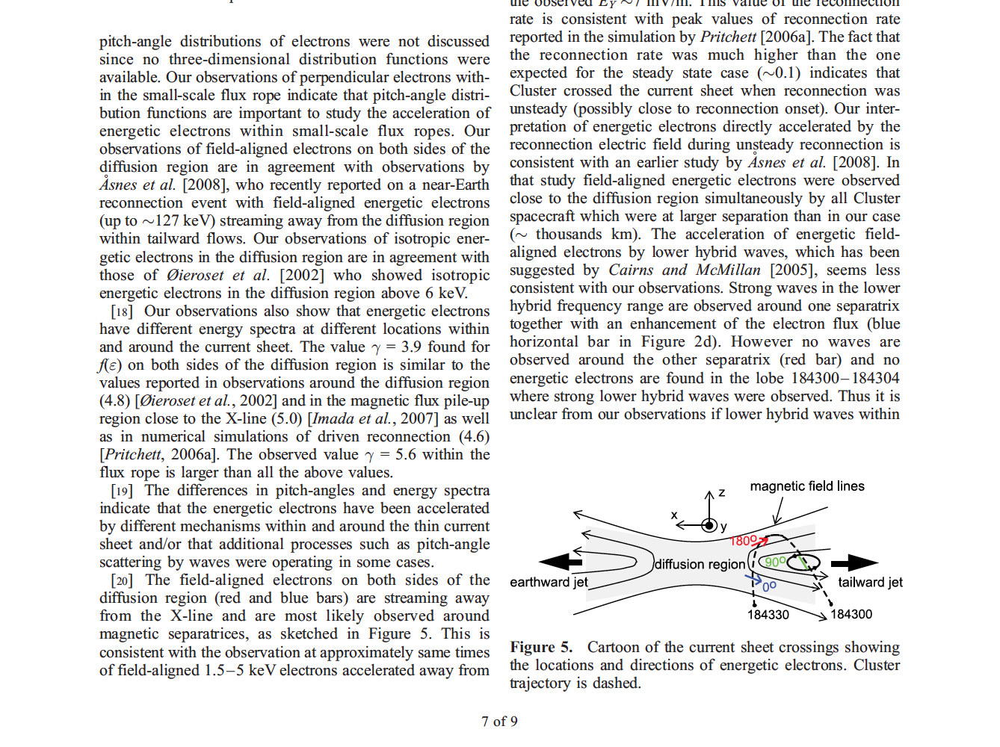 pitch-angle distributions of electrons were not discussed
since no three-dimensional distribution functions were
available. Our observations of perpendicular electrons with-
in the small-scale flux rope indicate that pitch-angle distri-
bution functions are important to study the acceleration of
energetic electrons within small-scale flux ropes. Our
observations of field-aligned electrons on both sides of the
diffusion region are in agreement with observations by
Åsnes et al. [2008], who recently reported on a near-Earth
reconnection event with field-aligned energetic electrons
(up to ∼127 keV) streaming away from the diffusion region
within tailward flows. Our observations of isotropic ener-
getic electrons in the diffusion region are in agreement with
those of Øieroset et al. [2002] who showed isotropic
energetic electrons in the diffusion region above 6 keV.
[18] Our observations also show that energetic electrons
have different energy spectra at different locations within
and around the current sheet. The value γ = 3.9 found for
f(ε) on both sides of the diffusion region is similar to the
values reported in observations around the diffusion region
(4.8) [Øieroset et al., 2002] and in the magnetic flux pile-up
region close to the X-line (5.0) [Imada et al., 2007] as well
as in numerical simulations of driven reconnection (4.6)
[Pritchett, 2006a]. The observed value γ = 5.6 within the
flux rope is larger than all the above values.
[19] The differences in pitch-angles and energy spectra
indicate that the energetic electrons have been accelerated
by different mechanisms within and around the thin current
sheet and/or that additional processes such as pitch-angle
scattering by waves were operating in some cases.
[20] The field-aligned electrons on both sides of the
diffusion region (red and blue bars) are streaming away
from the X-line and are most likely observed around
magnetic separatrices, as sketched in Figure 5. This is
consistent with the observation at approximately same times
of field-aligned 1.5–5 keV electrons accelerated away from
the observed E_Y ∼7 mV/m. This value of the reconnection
rate is consistent with peak values of reconnection rate
reported in the simulation by Pritchett [2006a]. The fact that
the reconnection rate was much higher than the one
expected for the steady state case (∼0.1) indicates that
Cluster crossed the current sheet when reconnection was
unsteady (possibly close to reconnection onset). Our inter-
pretation of energetic electrons directly accelerated by the
reconnection electric field during unsteady reconnection is
consistent with an earlier study by Åsnes et al. [2008]. In
that study field-aligned energetic electrons were observed
close to the diffusion region simultaneously by all Cluster
spacecraft which were at larger separation than in our case
(∼ thousands km). The acceleration of energetic field-
aligned electrons by lower hybrid waves, which has been
suggested by Cairns and McMillan [2005], seems less
consistent with our observations. Strong waves in the lower
hybrid frequency range are observed around one separatrix
together with an enhancement of the electron flux (blue
horizontal bar in Figure 2d). However no waves are
observed around the other separatrix (red bar) and no
energetic electrons are found in the lobe 184300–184304
where strong lower hybrid waves were observed. Thus it is
unclear from our observations if lower hybrid waves within
magnetic field lines
z
x
y
180º
diffusion region
90º
earthward jet
tailward jet
0º
184330
184300
Figure 5. Cartoon of the current sheet crossings showing
the locations and directions of energetic electrons. Cluster
trajectory is dashed.
7 of 9